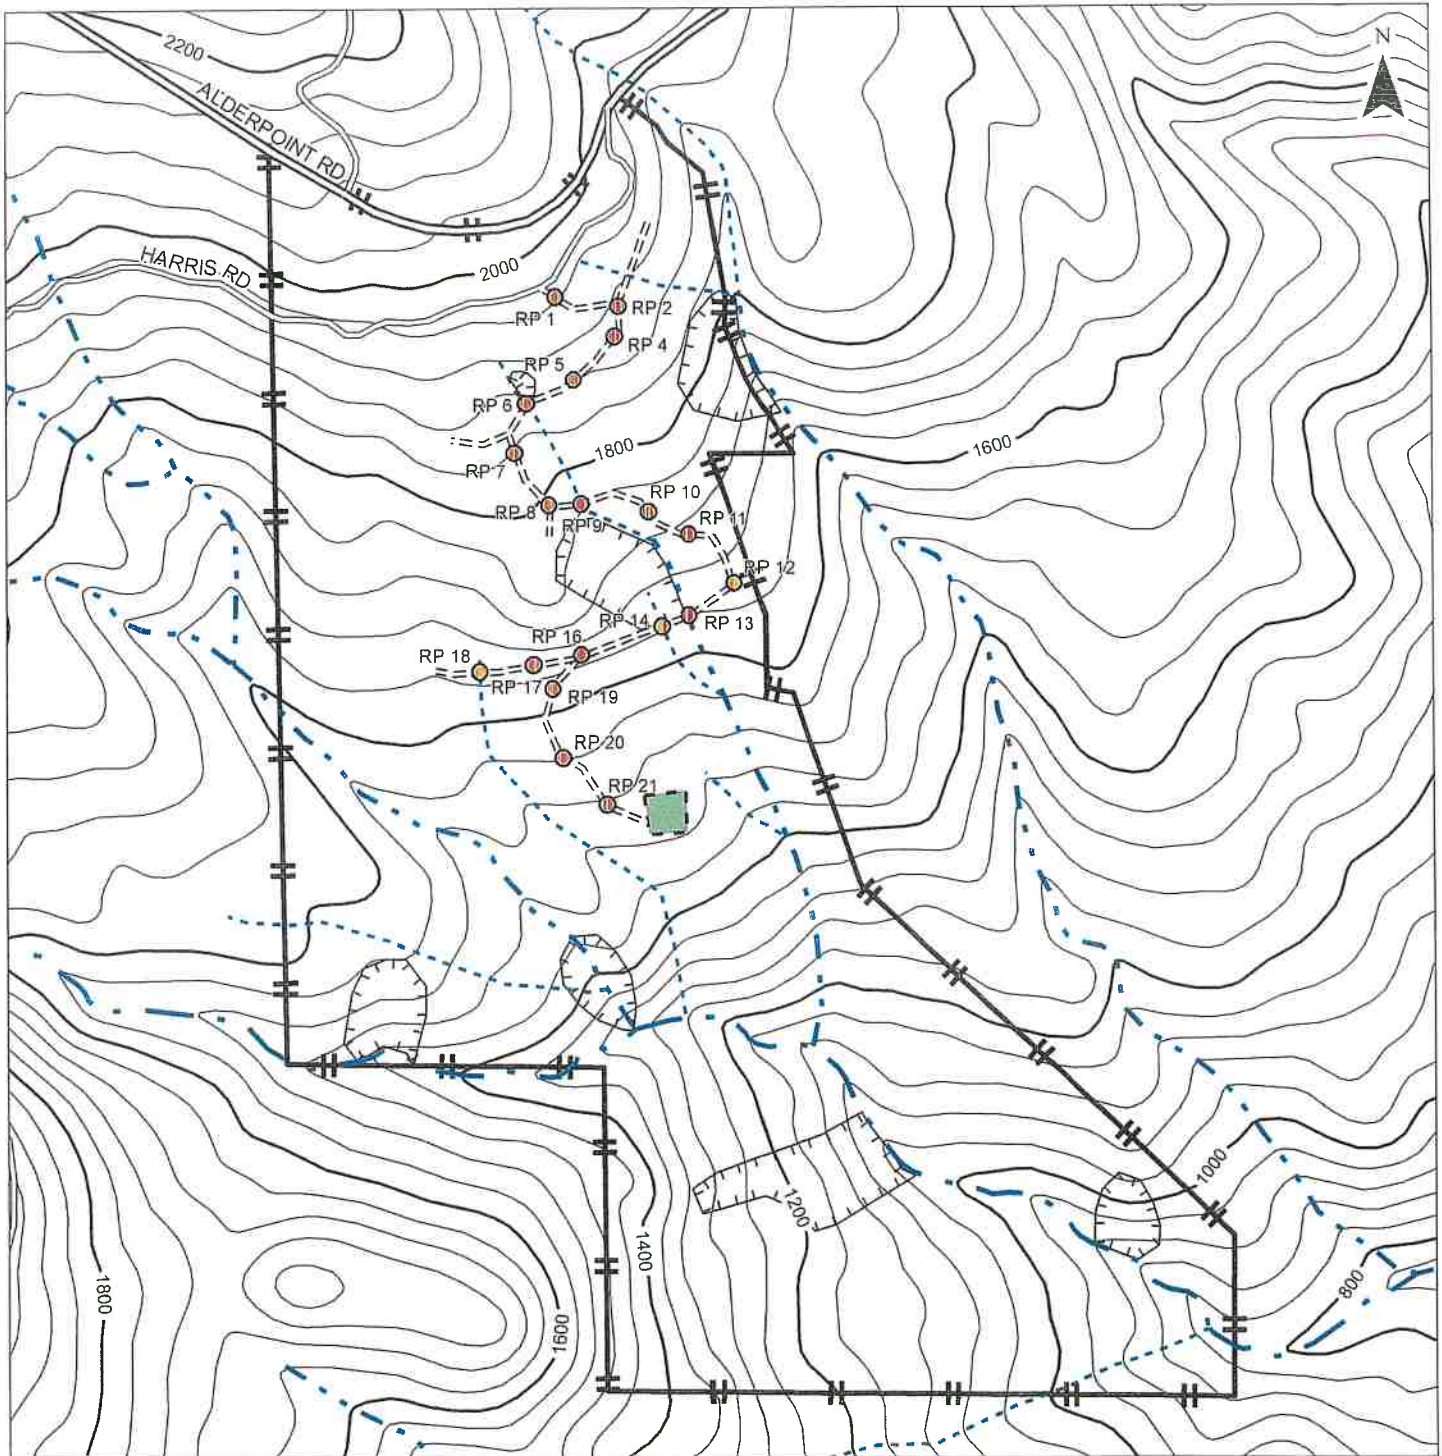 N
2200
ALDERPOINT RD
HARRIS RD
2000
RP 1
RP 2
RP 4
RP 5
RP 6
1800
1600
RP 7
RP 10
RP 8
RP 9
RP 11
RP 12
RP 14
RP 13
RP 16
RP 18
RP 17
RP 19
RP 20
RP 21
1000
1200
1400
1800
800
1600